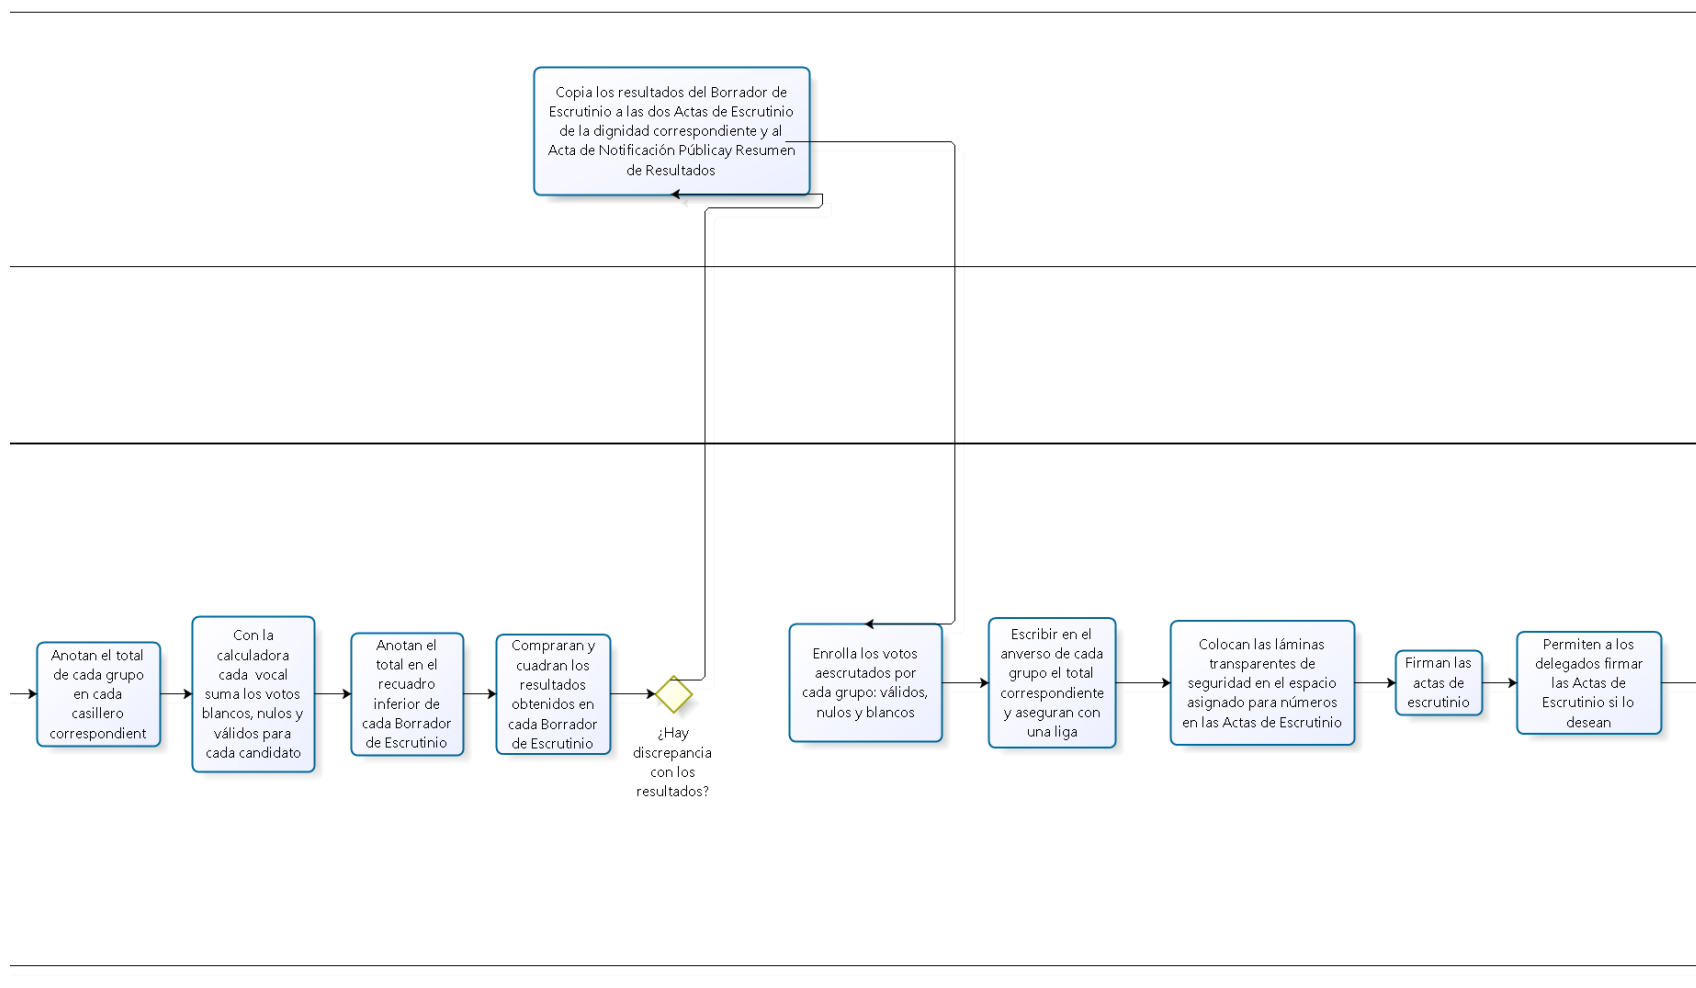 Copia los resultados del Borrador de
Escrutinio a las dos Actas de Escrutinio
de la dignidad correspondiente y al
Acta de Notificación Públicay Resumen
de Resultados
Anotan el total
de cada grupo
en cada
casillero
correspondient
Con la
calculadora
cada vocal
suma los votos
blancos, nulos y
válidos para
cada candidato
Anotan el
total en el
recuadro
inferior de
cada Borrador
de Escrutinio
Compraran y
cuadran los
resultados
obtenidos en
cada Borrador
de Escrutinio
¿Hay
discrepancia
con los
resultados?
Enrolla los votos
aescrutados por
cada grupo: válidos,
nulos y blancos
Escribir en el
anverso de cada
grupo el total
correspondiente
y aseguran con
una liga
Colocan las láminas
transparentes de
seguridad en el espacio
asignado para números
en las Actas de Escrutinio
Firman las
actas de
escrutinio
Permiten a los
delegados firmar
las Actas de
Escrutinio si lo
desean